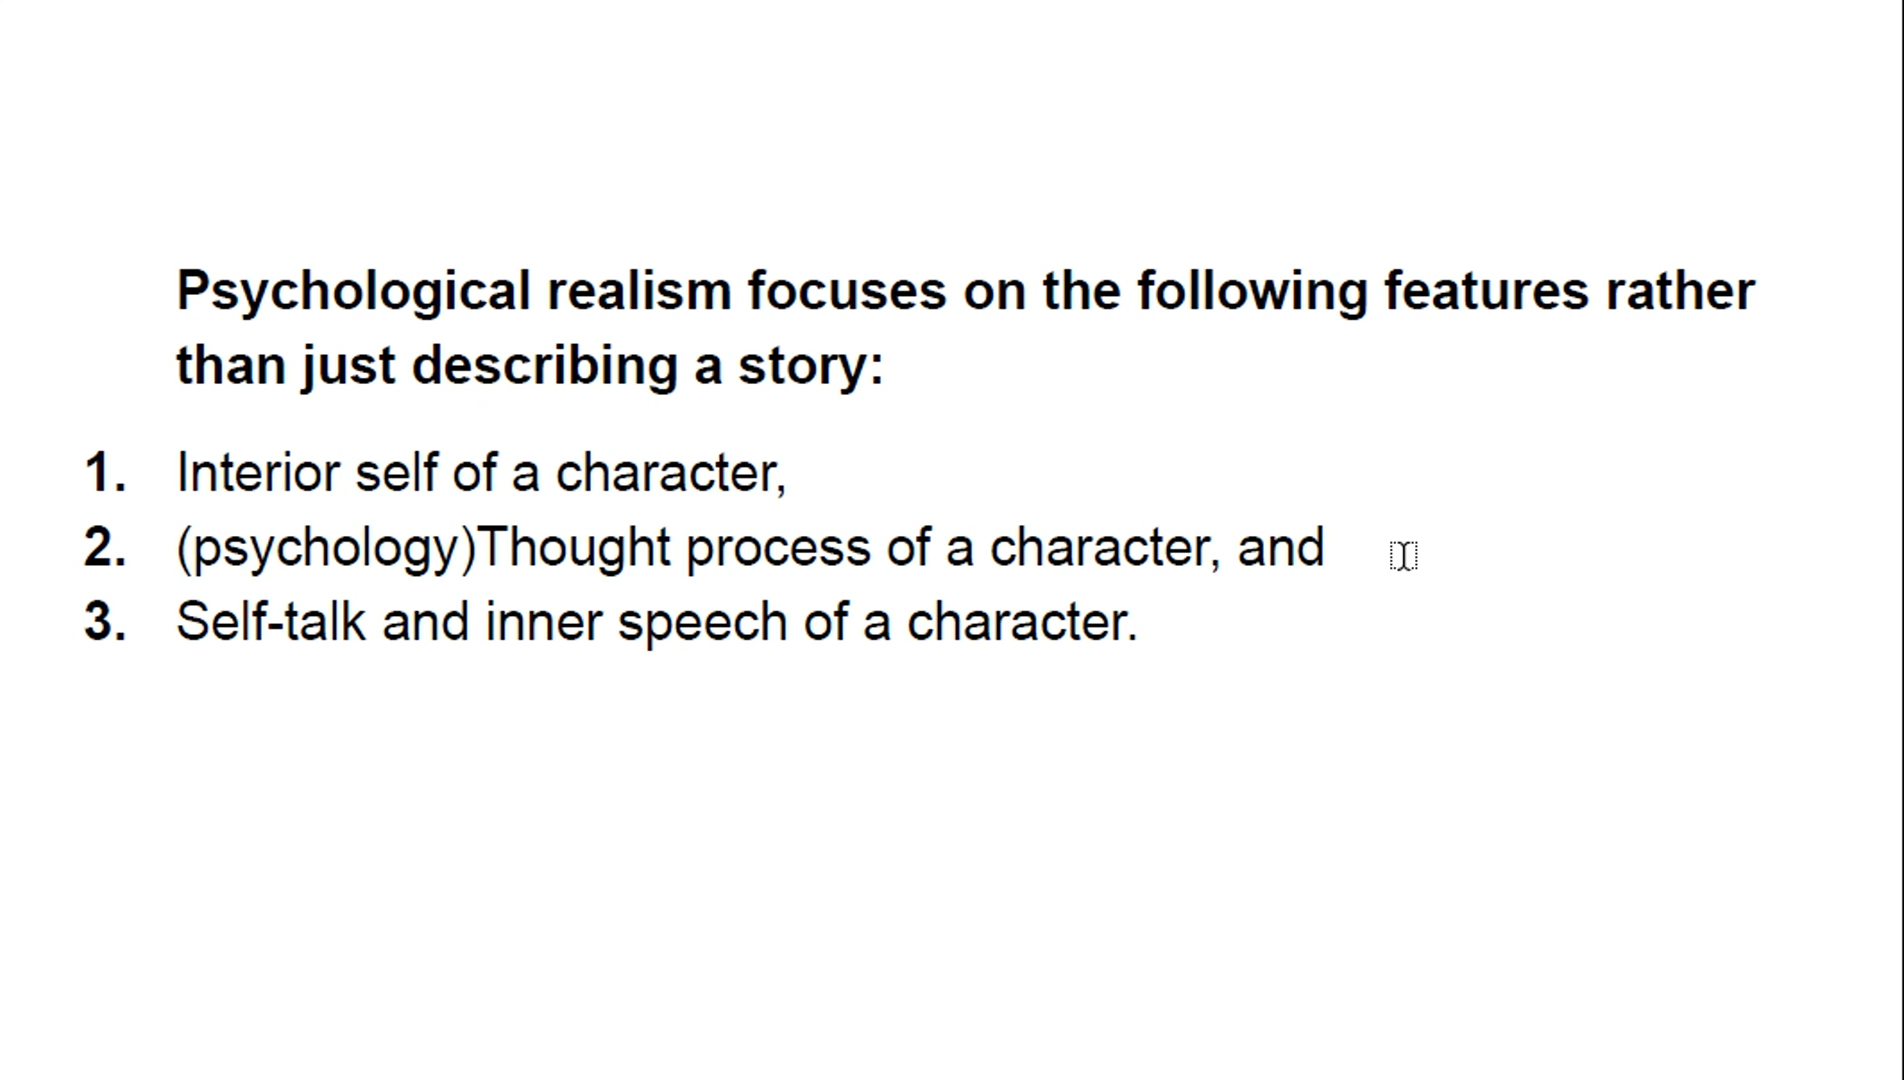 Psychological realism focuses on the following features rather
than just describing a story:
1. Interior self of a character,
2. (psychology)Thought process of a character, and
3. Self-talk and inner speech of a character.